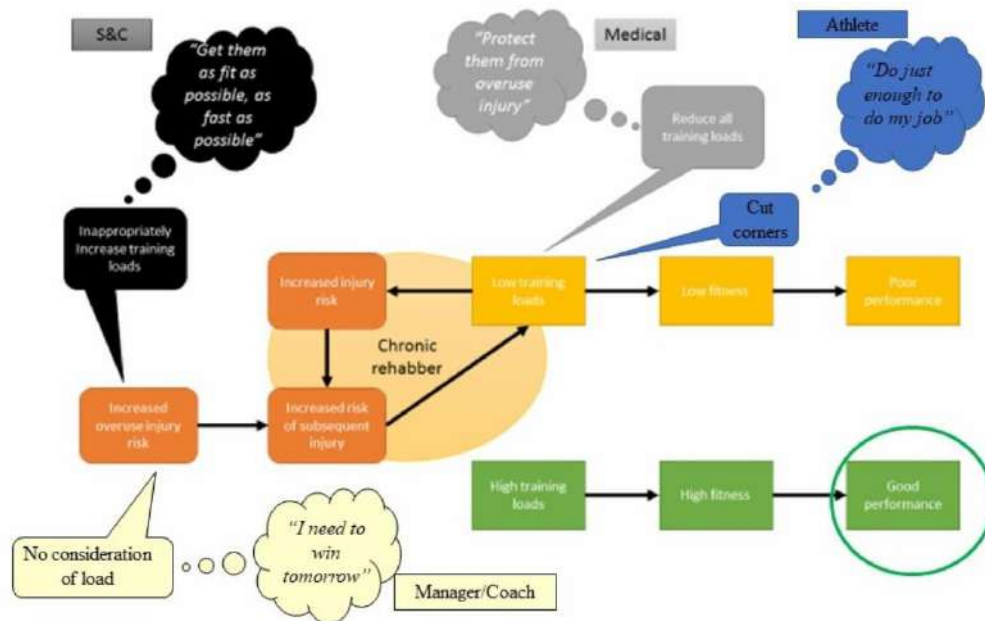 S&C
"Get them
as fit as
possible, as
fast as
possible"
"Protect
them from
overuse
injury"
Medical
Athlete
"Do just
enough to
do my job"
Reduce all
training loads
Cut
corners
Inappropriately
Increase training
loads
Increased injury
risk
Low training
loads
Low fitness
Poor
performance
Chronic
rehabber
Increased
overuse injury
risk
Increased risk
of subsequent
injury
High training
loads
High fitness
Good
performance
No consideration
of load
"I need to
win
tomorrow"
Manager/Coach